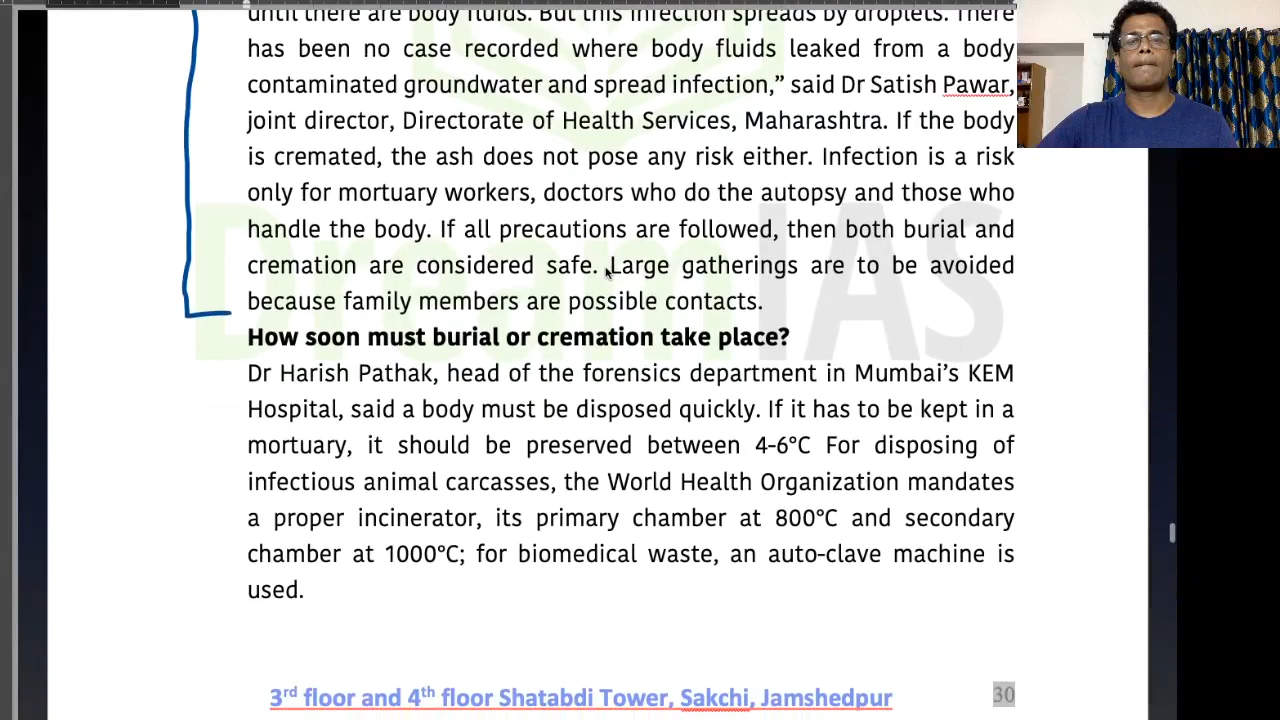 until there are body fluids. But this infection spreads by droplets. There
has been no case recorded where body fluids leaked from a body
contaminated groundwater and spread infection,” said Dr Satish Pawar,
joint director, Directorate of Health Services, Maharashtra. If the body
is cremated, the ash does not pose any risk either. Infection is a risk
only for mortuary workers, doctors who do the autopsy and those who
handle the body. If all precautions are followed, then both burial and
cremation are considered safe. Large gatherings are to be avoided
because family members are possible contacts.
How soon must burial or cremation take place?
Dr Harish Pathak, head of the forensics department in Mumbai’s KEM
Hospital, said a body must be disposed quickly. If it has to be kept in a
mortuary, it should be preserved between 4-6°C For disposing of
infectious animal carcasses, the World Health Organization mandates
a proper incinerator, its primary chamber at 800°C and secondary
chamber at 1000°C; for biomedical waste, an auto-clave machine is
used.
DreamIAS
3rd floor and 4th floor Shatabdi Tower, Sakchi, Jamshedpur
30